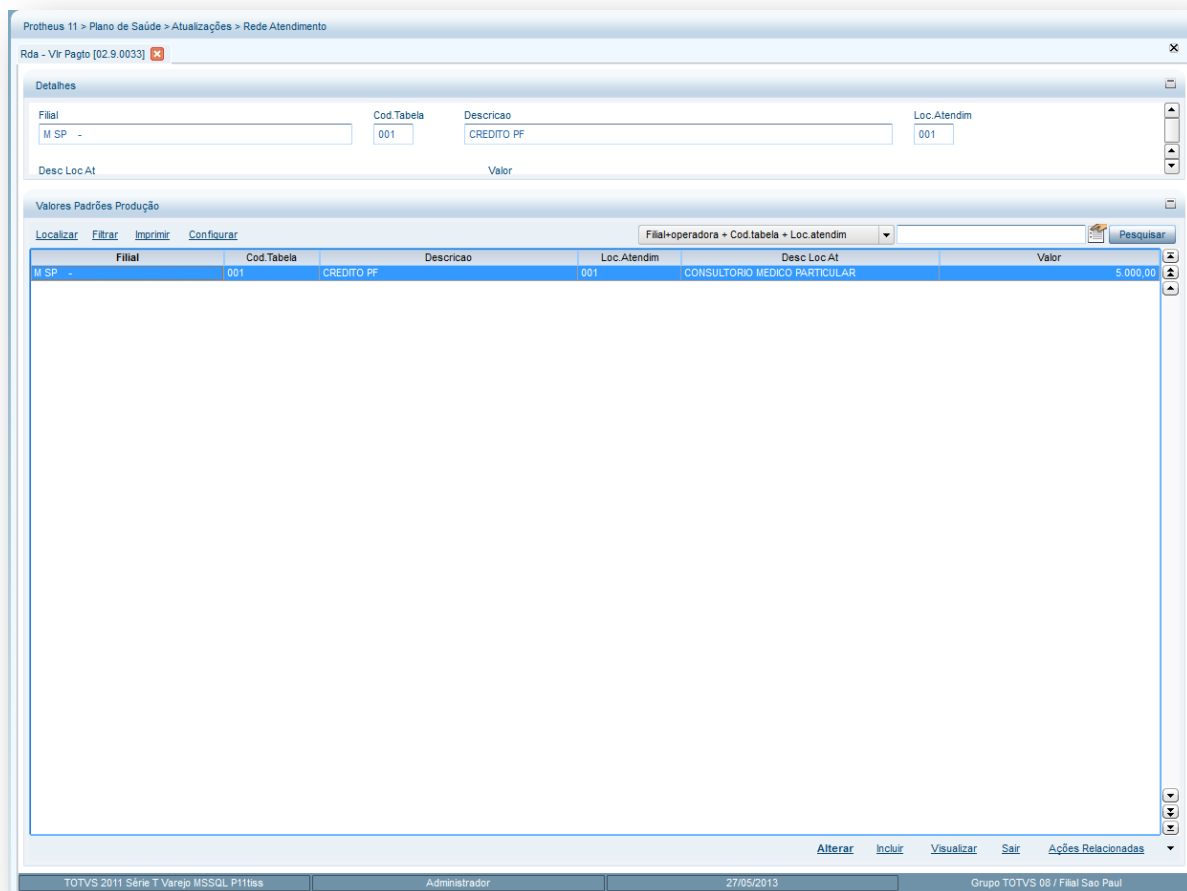 Protheus 11 > Plano de Saúde > Atualizações > Rede Atendimento
Rda - Vlr Pagto [02.9.0033]
Detalhes
Filial Cod.Tabela Descricao Loc.Atendim
M SP - 001 CREDITO PF 001
Desc Loc At Valor
Valores Padrões Produção
Localizar Filtrar Imprimir Configurar Filial+operadora + Cod.tabela + Loc.atendim Pesquisar
Filial Cod.Tabela Descricao Loc.Atendim Desc Loc At Valor
M SP - 001 CREDITO PF 001 CONSULTORIO MEDICO PARTICULAR 5.000,00
Alterar Incluir Visualizar Sair Ações Relacionadas
TOTVS 2011 Série T Varejo MSSQL P11tiss Administrador 27/05/2013 Grupo TOTVS 08 / Filial Sao Paul